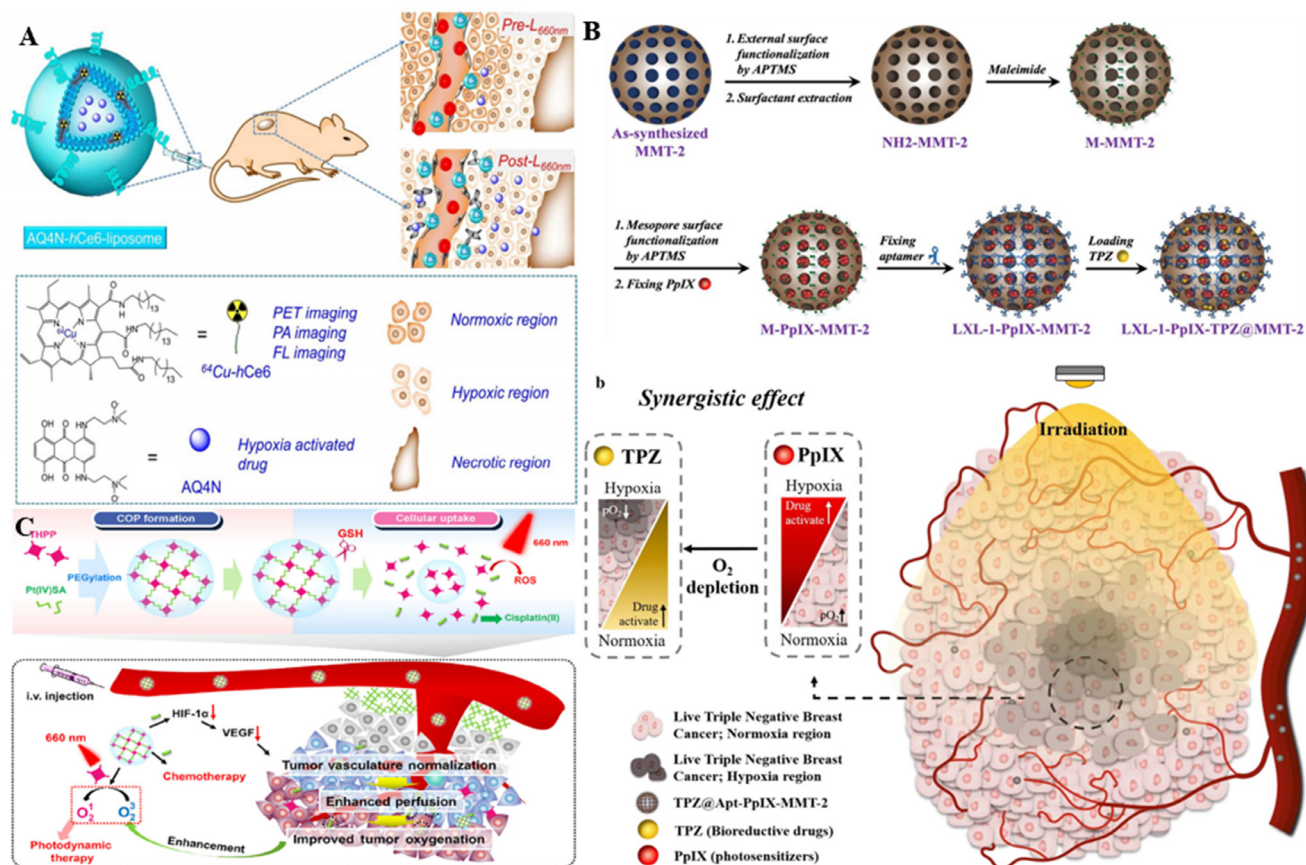 A
Pre-L660nm
Post-L660nm
AQ4N-hCe6-liposome
64Cu
N
N
N
N
O
H
N
13
=
64Cu-hCe6
PET imaging
PA imaging
FL imaging
Normoxic region
Hypoxic region
Necrotic region
OH
O
HN
N
O
=
AQ4N
Hypoxia activated
drug
B
1. External surface
functionalization
by APTMS
2. Surfactant extraction
Maleimide
As-synthesized
MMT-2
NH2-MMT-2
M-MMT-2
1. Mesopore surface
functionalization
by APTMS
2. Fixing PpIX
Fixing
aptamer
Loading
TPZ
M-PpIX-MMT-2
LXL-1-PpIX-MMT-2
LXL-1-PpIX-TPZ@MMT-2
b
Synergistic effect
TPZ
Hypoxia
pO2↓
Drug
activate
Normoxia
O2
depletion
PpIX
Hypoxia
Drug
activate
pO2↑
Normoxia
Irradiation
Live Triple Negative Breast
Cancer; Normoxia region
Live Triple Negative Breast
Cancer; Hypoxia region
TPZ@Apt-PpIX-MMT-2
TPZ (Bioreductive drugs)
PpIX (photosensitizers)
C
COP formation
Cellular uptake
THPP
PEGylation
Pt(IV)SA
GSH
660 nm
ROS
Cisplatin(II)
i.v. injection
660 nm
HIF-1α
VEGF
Chemotherapy
Tumor vasculature normalization
Enhanced perfusion
Improved tumor oxygenation
O2 1
O2 3
Photodynamic
therapy
Enhancement